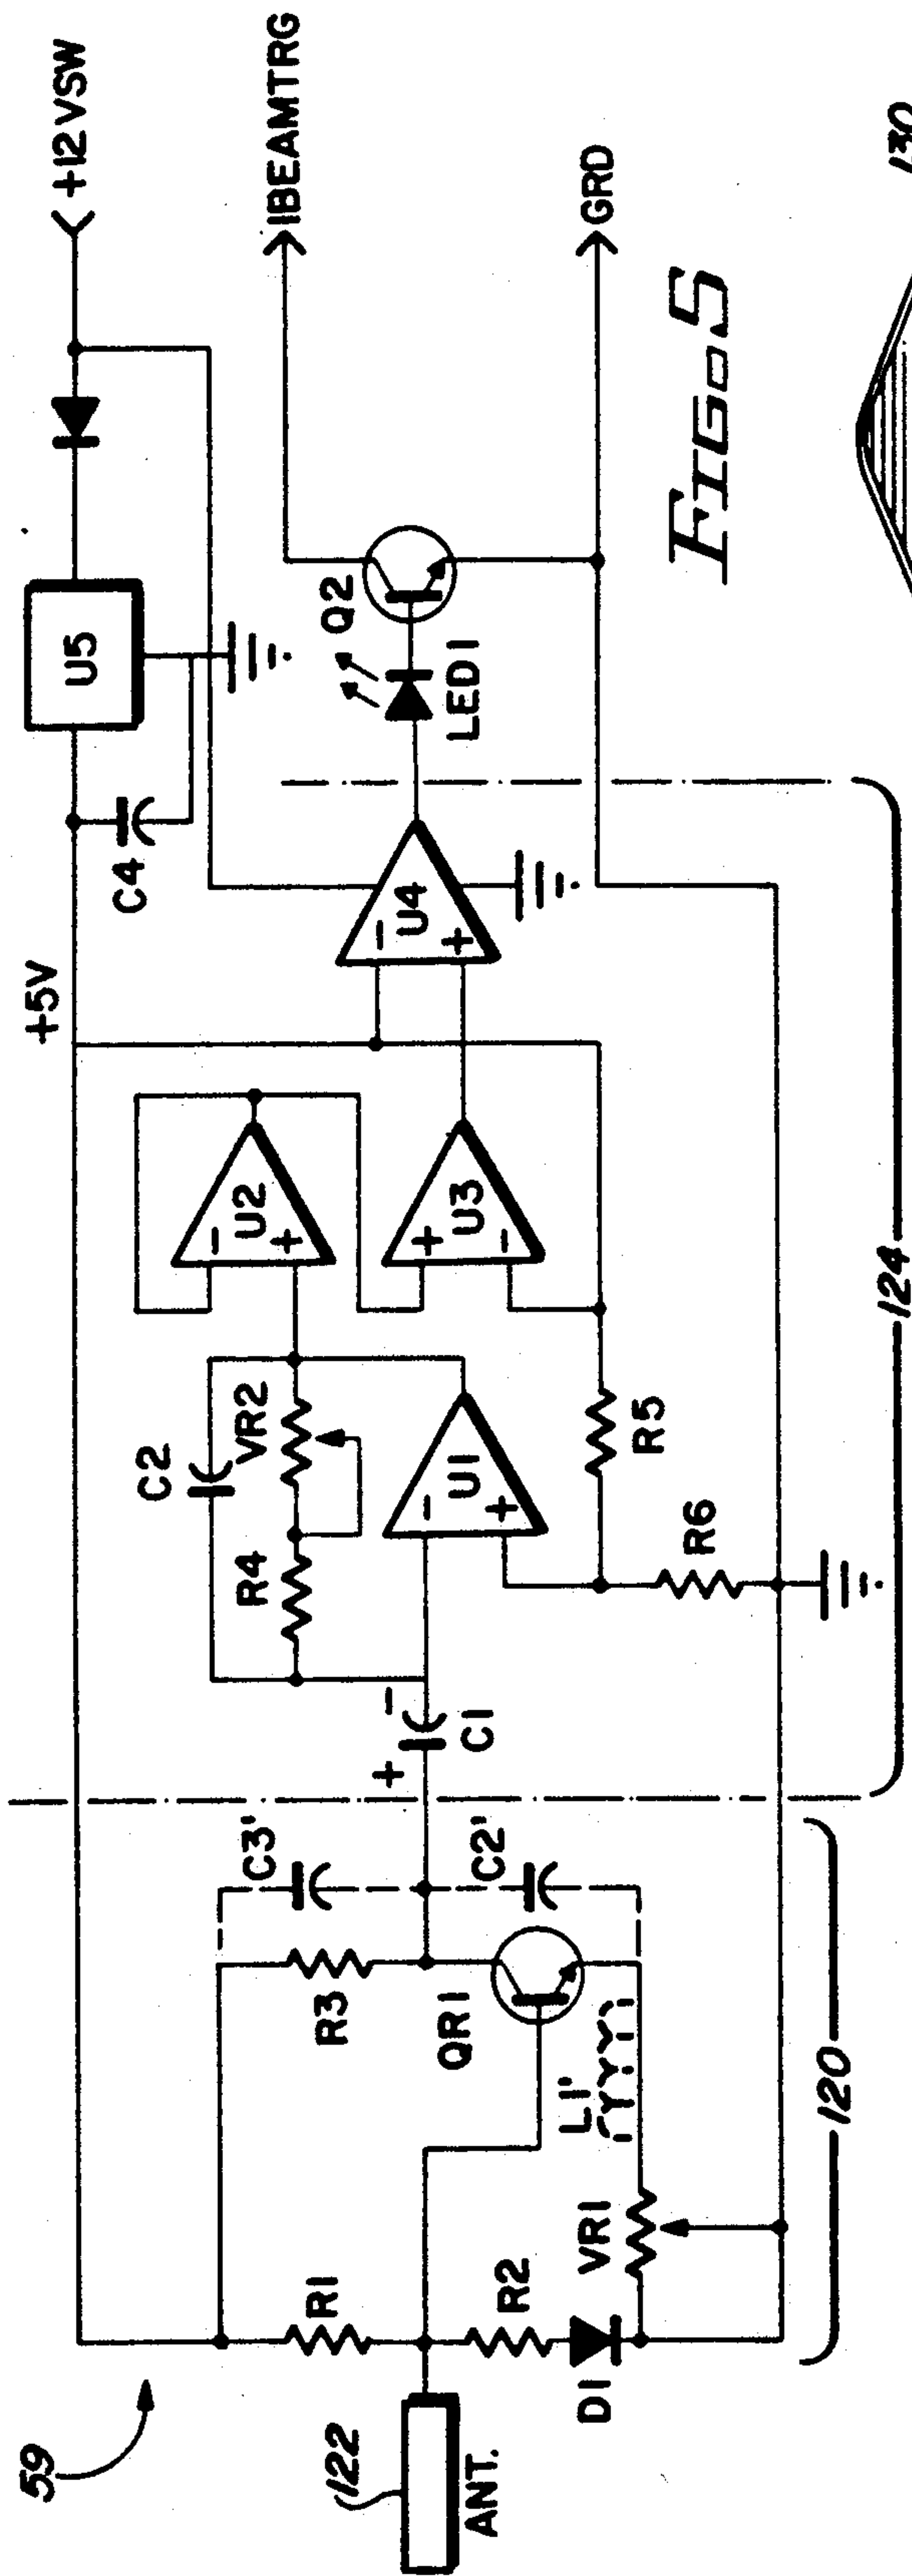 59
122
ANT.
R1
R2
D1
VR1
L1'
QR1
R3
C3'
C2'
120
+
-
C1
R4
VR2
C2
-
+
U1
R6
R5
-
+
U2
+
-
U3
+5V
-
+
U4
124
C4
U5
LED1
Q2
+12VSW
IBEAMTRG
GRD
FIG. 5
130